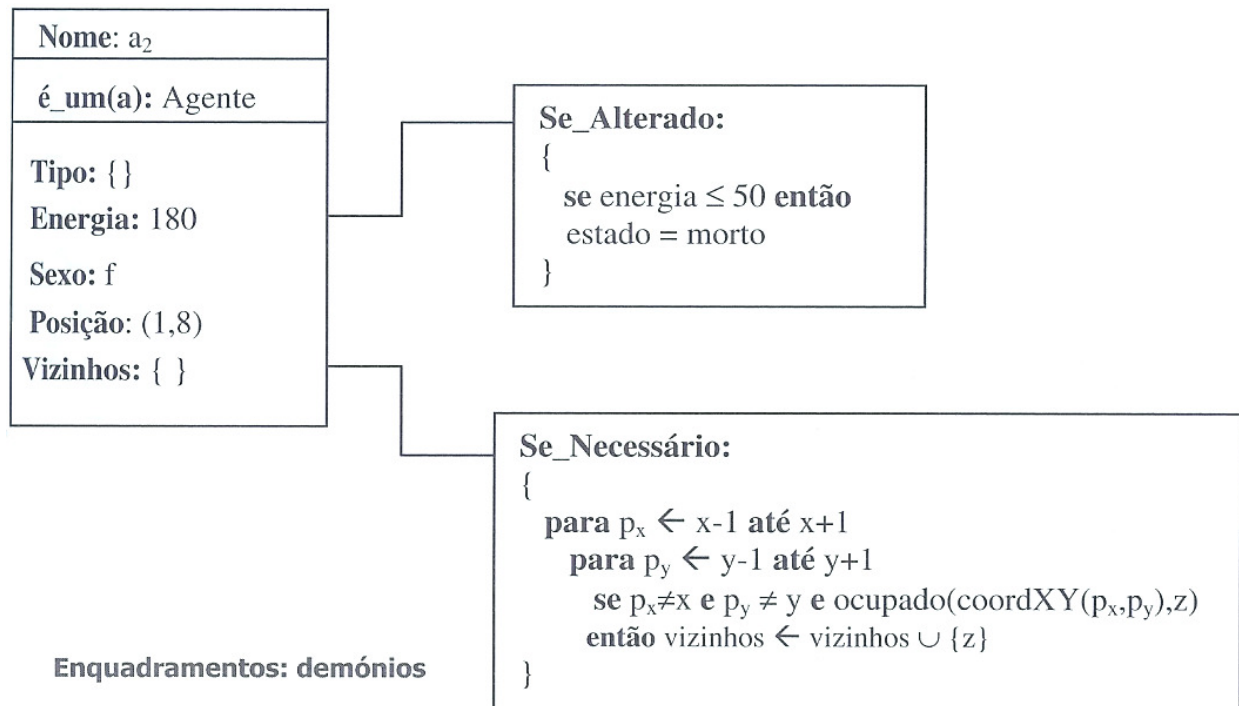 Nome: a₂
é_um(a): Agente
Tipo: { }
Energia: 180
Sexo: f
Posição: (1,8)
Vizinhos: { }
Se_Alterado:
{
se energia ≤ 50 então
estado = morto
}
Se_Necessário:
{
para pₓ ← x-1 até x+1
para pᵧ ← y-1 até y+1
se pₓ≠x e pᵧ ≠ y e ocupado(coordXY(pₓ,pᵧ),z)
então vizinhos ← vizinhos ∪ {z}
}
Enquadramentos: demónios